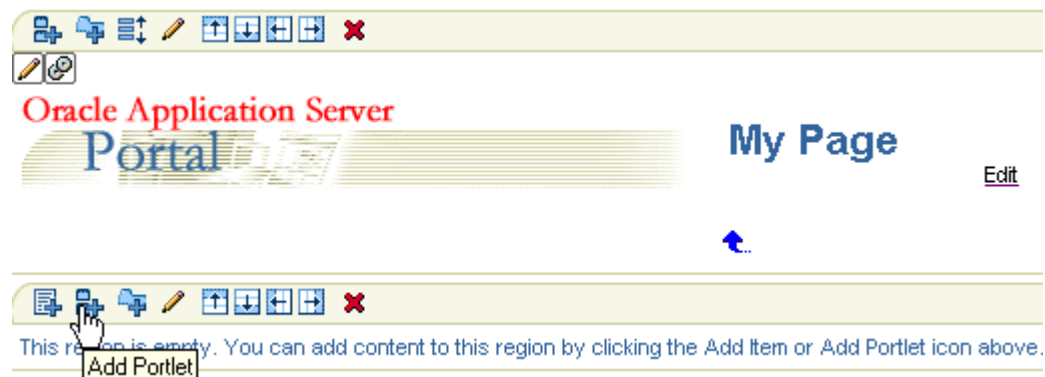 Oracle Application Server
Portal
My Page
Edit
This region is empty. You can add content to this region by clicking the Add Item or Add Portlet icon above.
Add Portlet